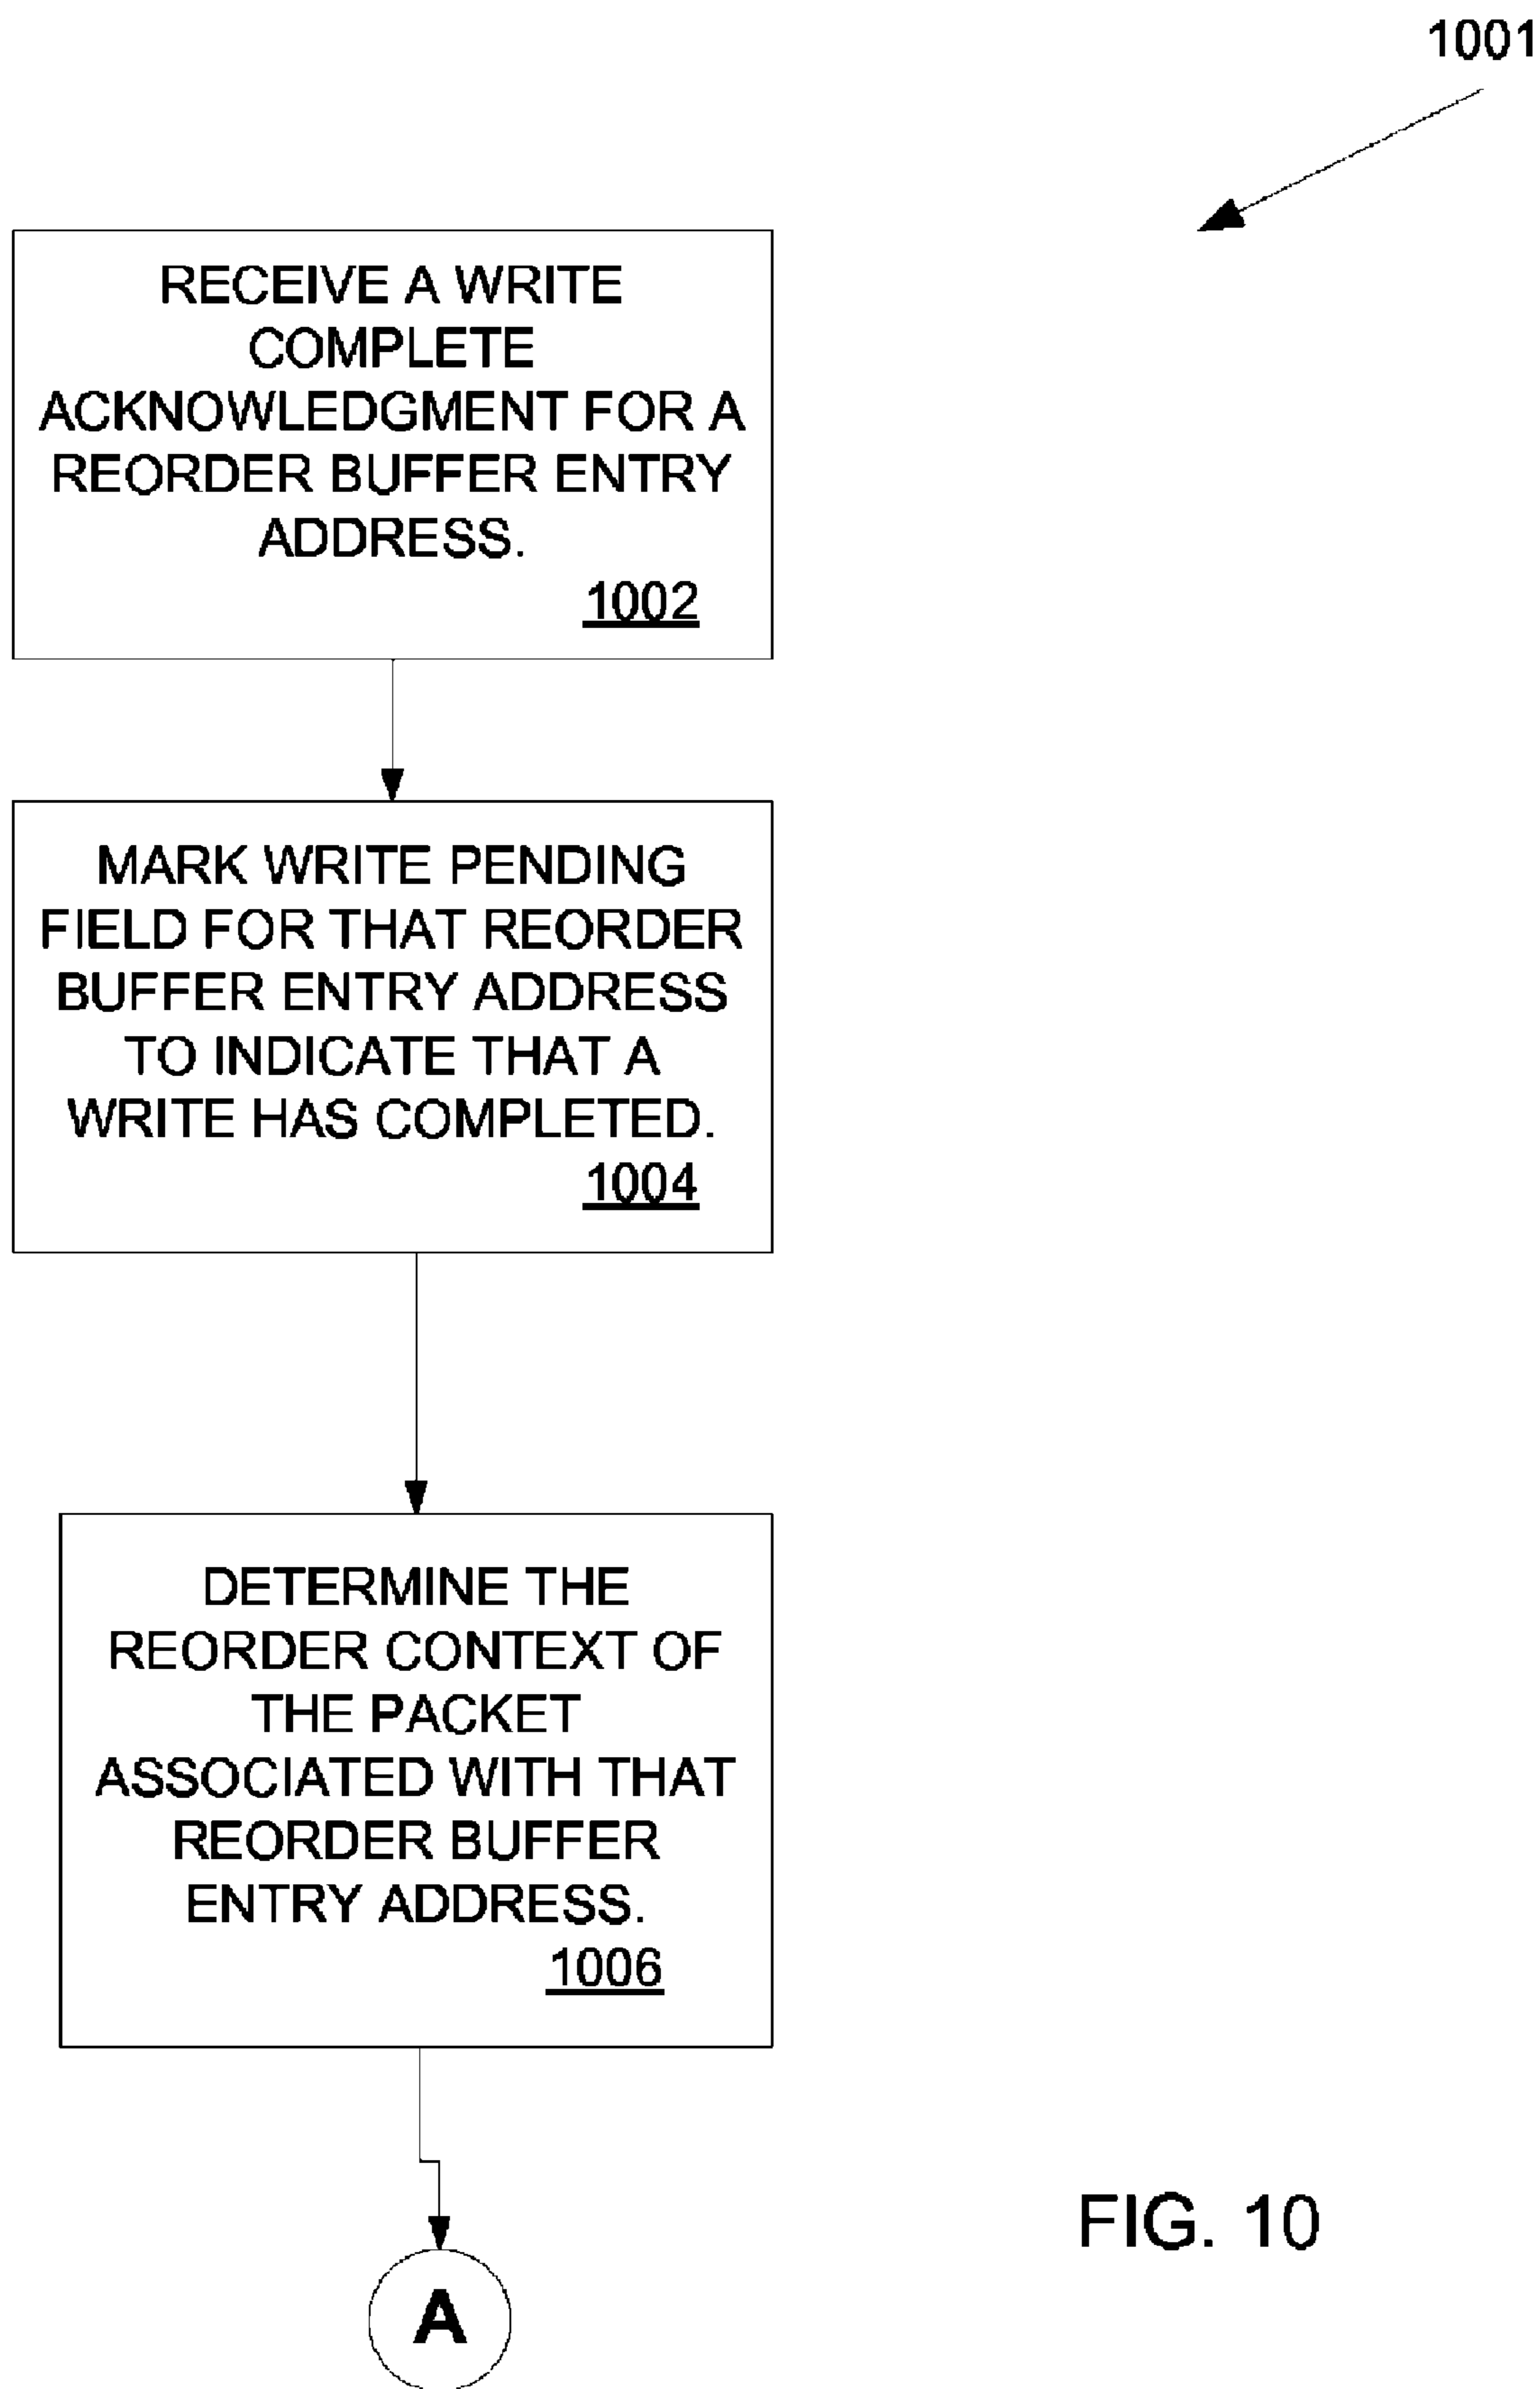 1001
RECEIVE A WRITE
COMPLETE
ACKNOWLEDGMENT FOR A
REORDER BUFFER ENTRY
ADDRESS.
1002
MARK WRITE PENDING
FIELD FOR THAT REORDER
BUFFER ENTRY ADDRESS
TO INDICATE THAT A
WRITE HAS COMPLETED.
1004
DETERMINE THE
REORDER CONTEXT OF
THE PACKET
ASSOCIATED WITH THAT
REORDER BUFFER
ENTRY ADDRESS.
1006
A
FIG. 10